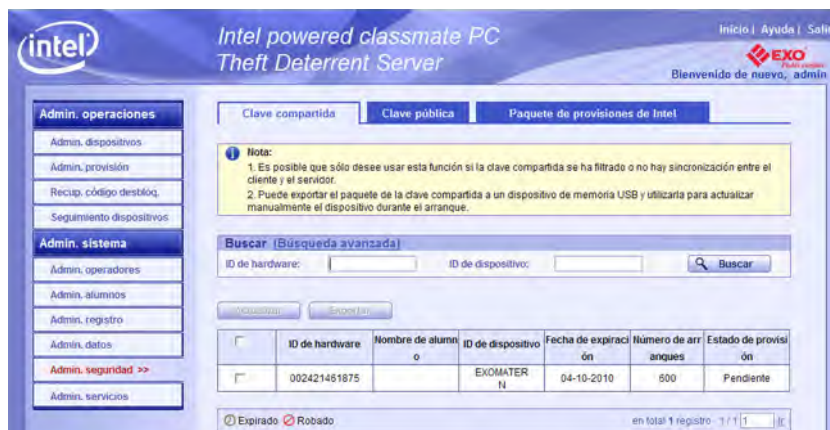 intel
Intel powered classmate PC
Theft Deterrent Server
Inicio | Ayuda | Sali
EXO
Bienvenido de nuevo, admin
Admin. operaciones
Admin. dispositivos
Admin. provisión
Recup. código desbloq.
Seguimiento dispositivos
Admin. sistema
Admin. operadores
Admin. alumnos
Admin. registro
Admin. datos
Admin. seguridad >>
Admin. servicios
Clave compartida
Clave pública
Paquete de provisiones de Intel
Nota:
1. Es posible que sólo desee usar esta función si la clave compartida se ha filtrado o no hay sincronización entre el
cliente y el servidor.
2. Puede exportar el paquete de la clave compartida a un dispositivo de memoria USB y utilizarla para actualizar
manualmente el dispositivo durante el arranque.
Buscar (Búsqueda avanzada)
ID de hardware:
ID de dispositivo:
Buscar
Actualizar
Exportar
ID de hardware
Nombre de alumn
o
ID de dispositivo
Fecha de expiraci
ón
Número de arr
anques
Estado de provisi
ón
002421461875
EXOMATER
N
04-10-2010
600
Pendiente
Expirado
Robado
en total 1 registro 1 / 1 1 Ir